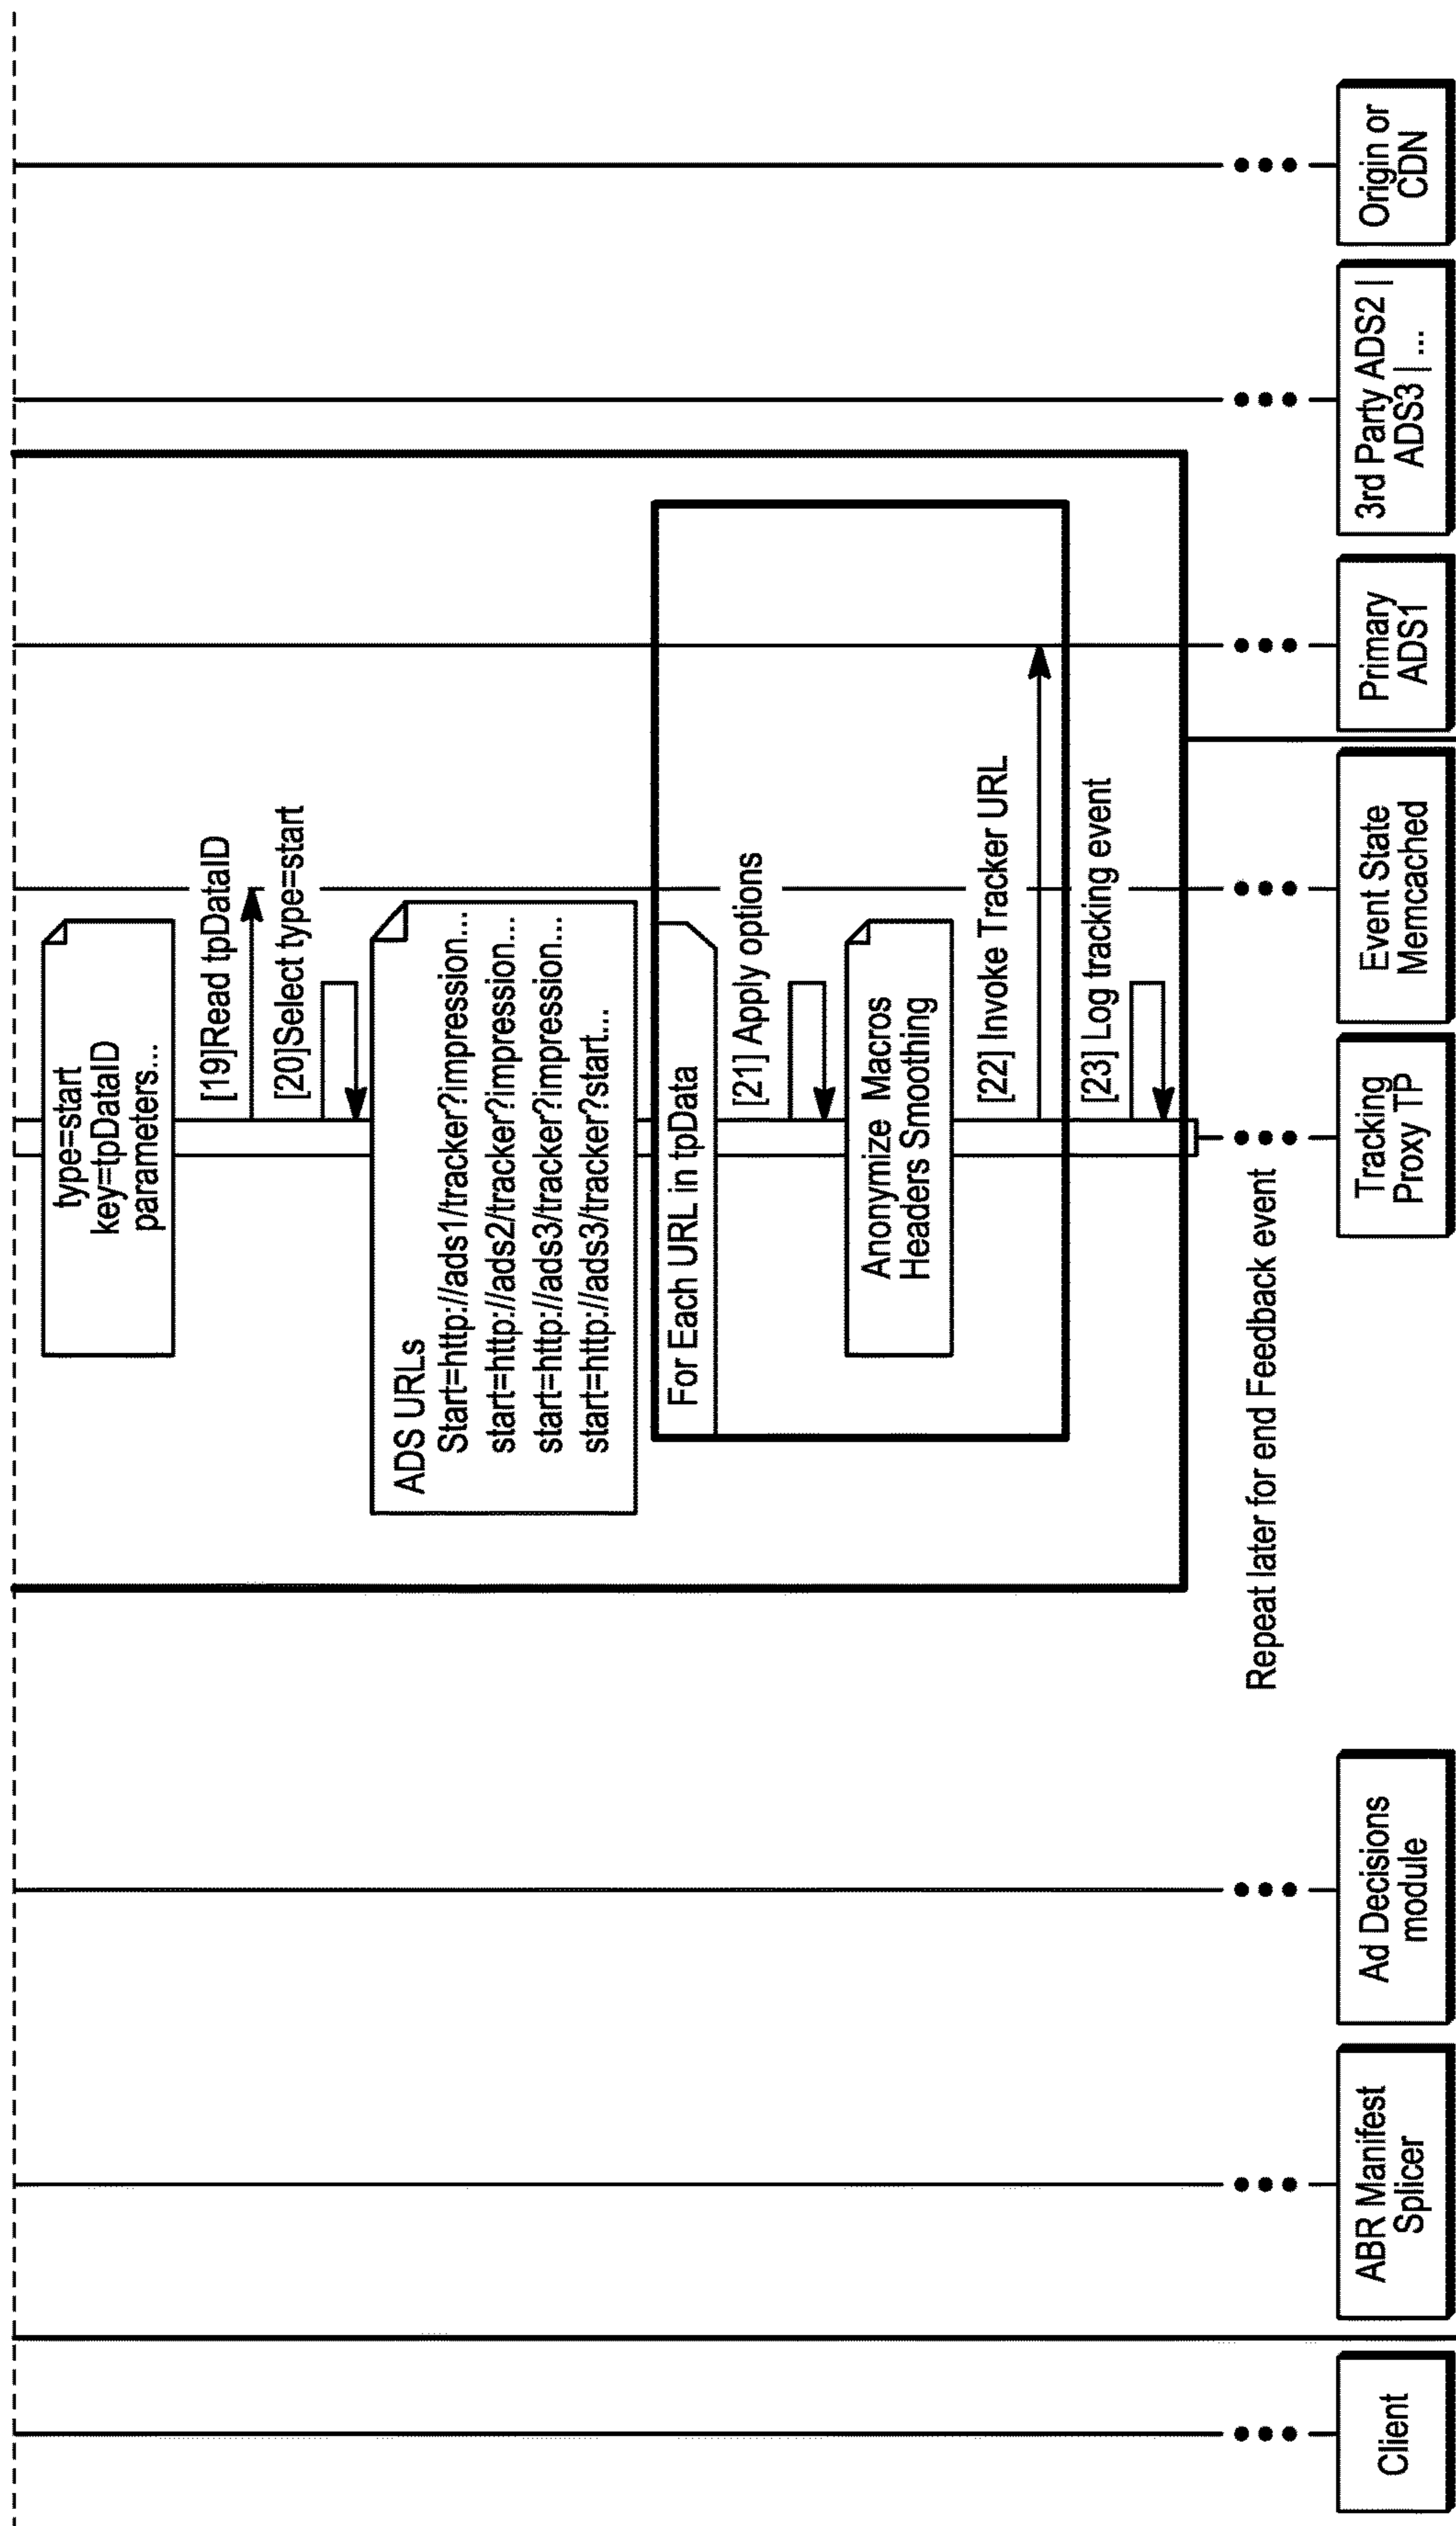 type=start
key=tpDataID
parameters...
[19]Read tpDataID
[20]Select type=start
ADS URLs
Start=http://ads1/tracker?impression...
start=http://ads2/tracker?impression...
start=http://ads3/tracker?impression...
start=http://ads3/tracker?start...
For Each URL in tpData
[21] Apply options
Anonymize Macros
Headers Smoothing
[22] Invoke Tracker URL
[23] Log tracking event
Repeat later for end Feedback event
Client
ABR Manifest
Splicer
Ad Decisions
module
Tracking
Proxy TP
Event State
Memcached
Primary
ADS1
3rd Party ADS2 |
ADS3 | ...
Origin or
CDN